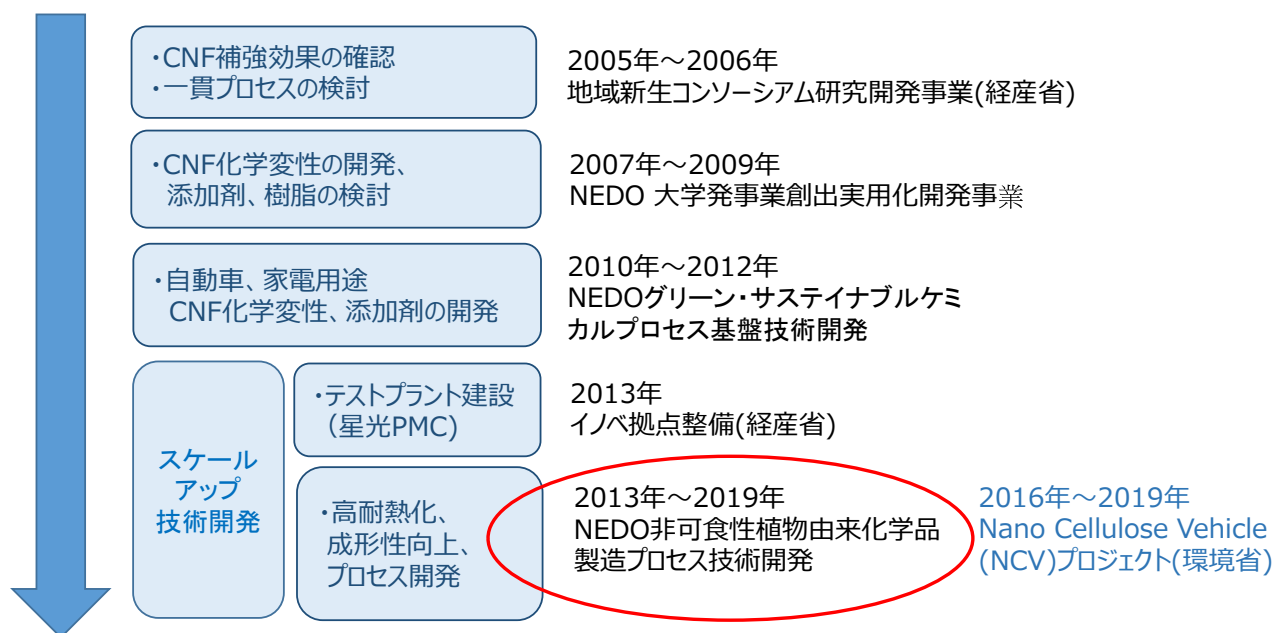 ・CNF補強効果の確認
・一貫プロセスの検討
2005年～2006年
地域新生コンソーシアム研究開発事業(経産省)
・CNF化学変性の開発、
添加剤、樹脂の検討
2007年～2009年
NEDO 大学発事業創出実用化開発事業
・自動車、家電用途
CNF化学変性、添加剤の開発
2010年～2012年
NEDOグリーン・サステイナブルケミ
カルプロセス基盤技術開発
スケール
アップ
技術開発
・テストプラント建設
（星光PMC)
2013年
イノベ拠点整備(経産省)
・高耐熱化、
成形性向上、
プロセス開発
2013年～2019年
NEDO非可食性植物由来化学品
製造プロセス技術開発
2016年～2019年
Nano Cellulose Vehicle
(NCV)プロジェクト(環境省)